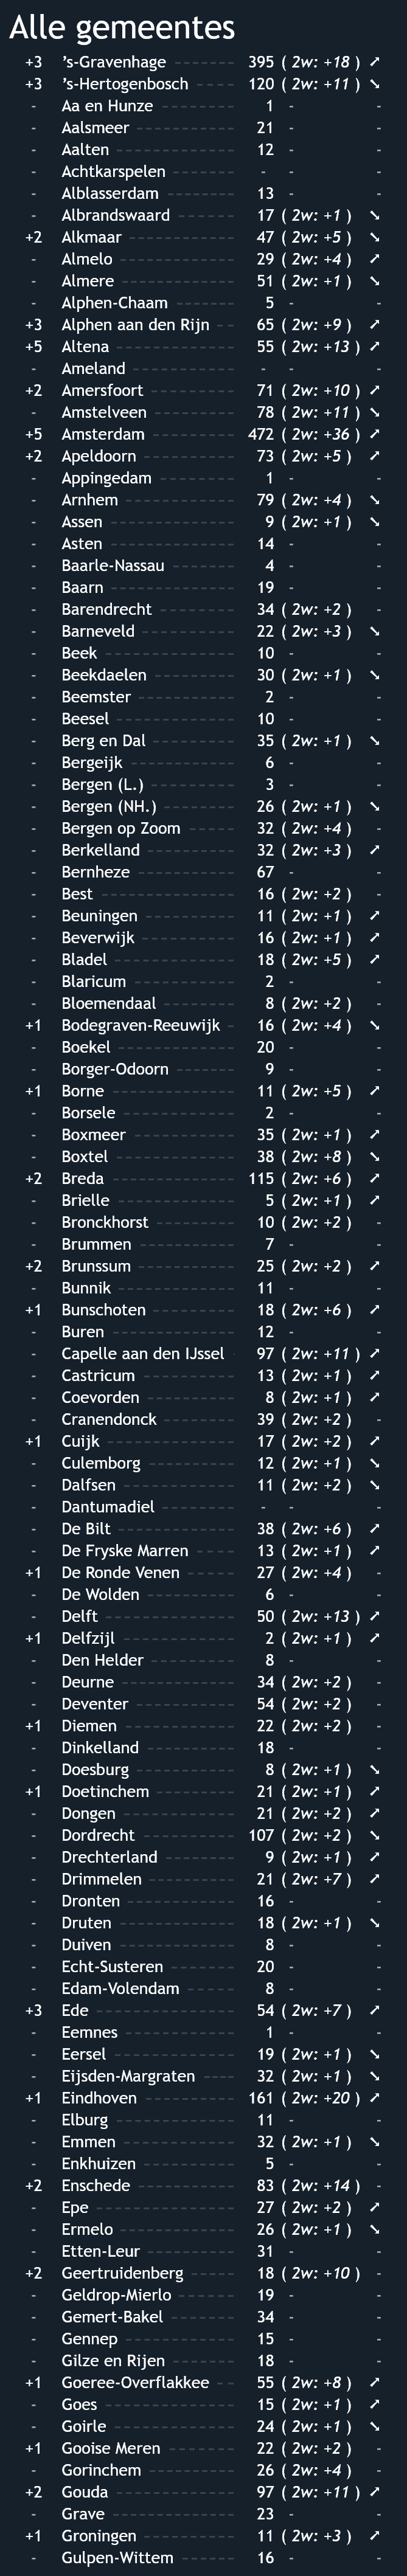 Alle gemeentes
+3 ’s-Gravenhage 395 ( 2w: +18 ) ↗
+3 ’s-Hertogenbosch 120 ( 2w: +11 ) ↘
- Aa en Hunze 1 - -
- Aalsmeer 21 - -
- Aalten 12 - -
- Achtkarspelen - - -
- Alblasserdam 13 - -
- Albrandswaard 17 ( 2w: +1 ) ↘
+2 Alkmaar 47 ( 2w: +5 ) ↘
- Almelo 29 ( 2w: +4 ) ↗
- Almere 51 ( 2w: +1 ) ↘
- Alphen-Chaam 5 - -
+3 Alphen aan den Rijn 65 ( 2w: +9 ) ↗
+5 Altena 55 ( 2w: +13 ) ↗
- Ameland - - -
+2 Amersfoort 71 ( 2w: +10 ) ↗
- Amstelveen 78 ( 2w: +11 ) ↘
+5 Amsterdam 472 ( 2w: +36 ) ↗
+2 Apeldoorn 73 ( 2w: +5 ) ↗
- Appingedam 1 - -
- Arnhem 79 ( 2w: +4 ) ↘
- Assen 9 ( 2w: +1 ) ↘
- Asten 14 - -
- Baarle-Nassau 4 - -
- Baarn 19 - -
- Barendrecht 34 ( 2w: +2 ) -
- Barneveld 22 ( 2w: +3 ) ↘
- Beek 10 - -
- Beekdaelen 30 ( 2w: +1 ) ↘
- Beemster 2 - -
- Beesel 10 - -
- Berg en Dal 35 ( 2w: +1 ) ↘
- Bergeijk 6 - -
- Bergen (L.) 3 - -
- Bergen (NH.) 26 ( 2w: +1 ) ↘
- Bergen op Zoom 32 ( 2w: +4 ) -
- Berkelland 32 ( 2w: +3 ) ↗
- Bernheze 67 - -
- Best 16 ( 2w: +2 ) -
- Beuningen 11 ( 2w: +1 ) ↗
- Beverwijk 16 ( 2w: +1 ) ↗
- Bladel 18 ( 2w: +5 ) ↗
- Blaricum 2 - -
- Bloemendaal 8 ( 2w: +2 ) -
+1 Bodegraven-Reeuwijk 16 ( 2w: +4 ) ↘
- Boekel 20 - -
- Borger-Odoorn 9 - -
+1 Borne 11 ( 2w: +5 ) ↗
- Borsele 2 - -
- Boxmeer 35 ( 2w: +1 ) ↗
- Boxtel 38 ( 2w: +8 ) ↘
+2 Breda 115 ( 2w: +6 ) ↗
- Brielle 5 ( 2w: +1 ) ↗
- Bronckhorst 10 ( 2w: +2 ) -
- Brummen 7 - -
+2 Brunssum 25 ( 2w: +2 ) ↗
- Bunnik 11 - -
+1 Bunschoten 18 ( 2w: +6 ) ↗
- Buren 12 - -
- Capelle aan den IJssel 97 ( 2w: +11 ) ↗
- Castricum 13 ( 2w: +1 ) ↗
- Coevorden 8 ( 2w: +1 ) ↗
- Cranendonck 39 ( 2w: +2 ) -
+1 Cuijk 17 ( 2w: +2 ) ↗
- Culemborg 12 ( 2w: +1 ) ↘
- Dalfsen 11 ( 2w: +2 ) ↘
- Dantumadiel - - -
- De Bilt 38 ( 2w: +6 ) ↗
- De Fryske Marren 13 ( 2w: +1 ) ↗
+1 De Ronde Venen 27 ( 2w: +4 ) -
- De Wolden 6 - -
- Delft 50 ( 2w: +13 ) ↗
+1 Delfzijl 2 ( 2w: +1 ) ↗
- Den Helder 8 - -
- Deurne 34 ( 2w: +2 ) -
- Deventer 54 ( 2w: +2 ) -
+1 Diemen 22 ( 2w: +2 ) -
- Dinkelland 18 - -
- Doesburg 8 ( 2w: +1 ) ↘
+1 Doetinchem 21 ( 2w: +1 ) ↗
- Dongen 21 ( 2w: +2 ) ↗
- Dordrecht 107 ( 2w: +2 ) ↘
- Drechterland 9 ( 2w: +1 ) ↗
- Drimmelen 21 ( 2w: +7 ) ↗
- Dronten 16 - -
- Druten 18 ( 2w: +1 ) ↘
- Duiven 8 - -
- Echt-Susteren 20 - -
- Edam-Volendam 8 - -
+3 Ede 54 ( 2w: +7 ) ↗
- Eemnes 1 - -
- Eersel 19 ( 2w: +1 ) ↘
- Eijsden-Margraten 32 ( 2w: +1 ) ↘
+1 Eindhoven 161 ( 2w: +20 ) ↗
- Elburg 11 - -
- Emmen 32 ( 2w: +1 ) ↘
- Enkhuizen 5 - -
+2 Enschede 83 ( 2w: +14 ) -
- Epe 27 ( 2w: +2 ) ↗
- Ermelo 26 ( 2w: +1 ) ↘
- Etten-Leur 31 - -
+2 Geertruidenberg 18 ( 2w: +10 ) -
- Geldrop-Mierlo 19 - -
- Gemert-Bakel 34 - -
- Gennep 15 - -
- Gilze en Rijen 18 - -
+1 Goeree-Overflakkee 55 ( 2w: +8 ) ↗
- Goes 15 ( 2w: +1 ) ↗
- Goirle 24 ( 2w: +1 ) ↘
+1 Gooise Meren 22 ( 2w: +2 ) -
- Gorinchem 26 ( 2w: +4 ) -
+2 Gouda 97 ( 2w: +11 ) ↗
- Grave 23 - -
+1 Groningen 11 ( 2w: +3 ) ↗
- Gulpen-Wittem 16 - -